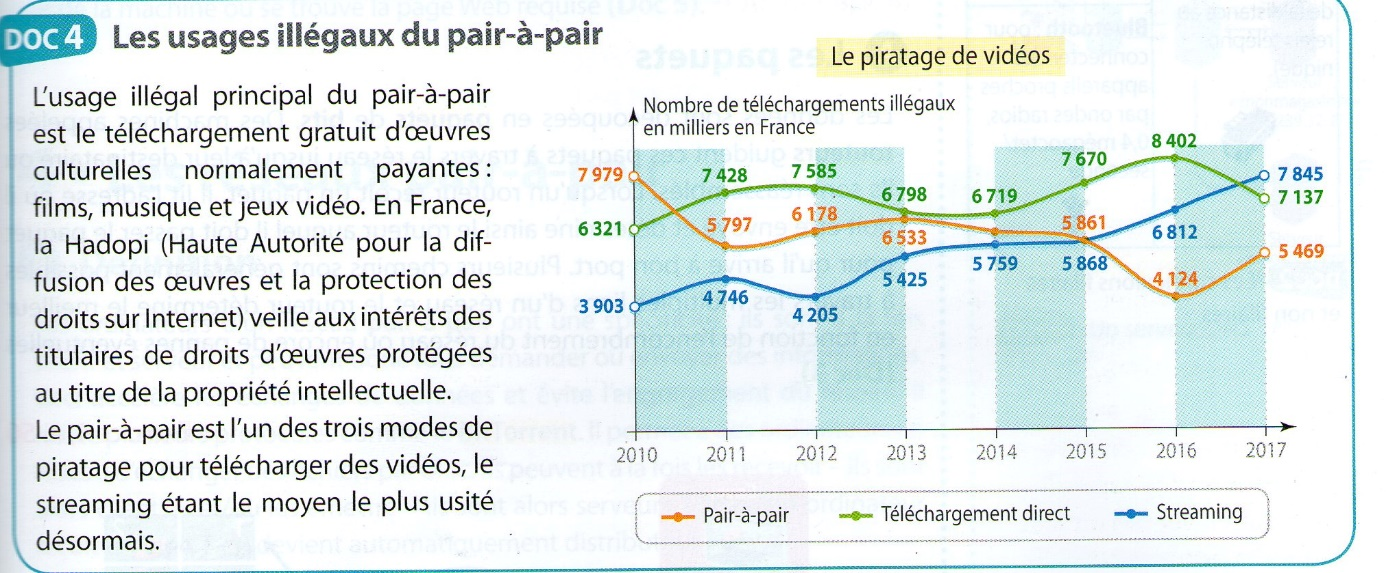 DOC 4 Les usages illégaux du pair-à-pair
L'usage illégal principal du pair-à-pair
est le téléchargement gratuit d'œuvres
culturelles normalement payantes :
films, musique et jeux vidéo. En France,
la Hadopi (Haute Autorité pour la dif-
fusion des œuvres et la protection des
droits sur Internet) veille aux intérêts des
titulaires de droits d'œuvres protégées
au titre de la propriété intellectuelle.
Le pair-à-pair est l'un des trois modes de
piratage pour télécharger des vidéos, le
streaming étant le moyen le plus usité
désormais.
Le piratage de vidéos
Nombre de téléchargements illégaux
en milliers en France
7 979 5 797 6 178 6 533 5 861 4 124 5 469
6 321 7 428 7 585 6 798 6 719 7 670 8 402 7 137
3 903 4 746 4 205 5 425 5 759 5 868 6 812 7 845
2010 2011 2012 2013 2014 2015 2016 2017
Pair-à-pair Téléchargement direct Streaming